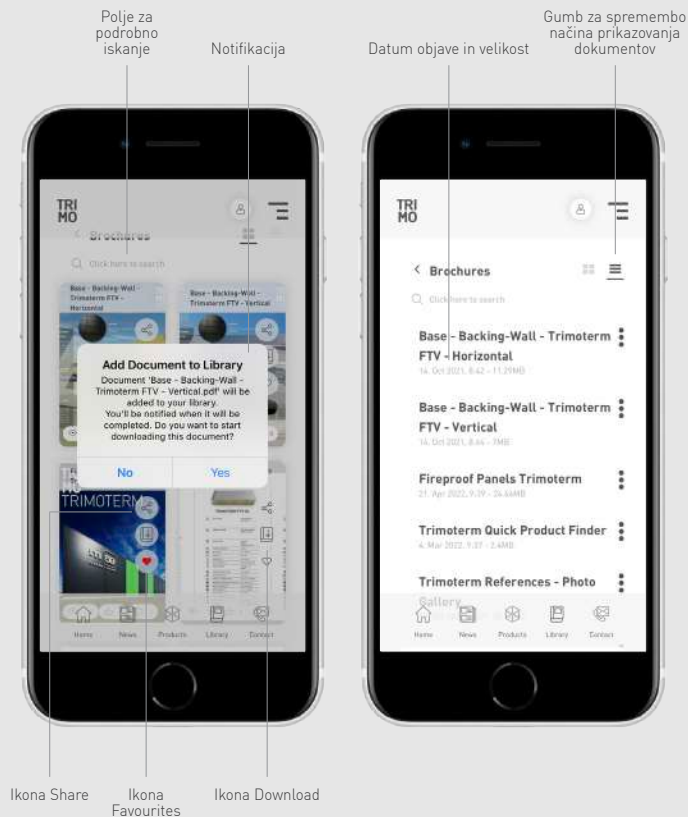 Polje za
podrobno
iskanje
Notifikacija
Datum objave in velikost
Gumb za spremembo
načina prikazovanja
dokumentov
TRI
MO
Brochures
Click here to search
Base - Backing-Wall -
Trimoterm FTV -
Horizontal
Base - Backing-Wall -
Trimoterm FTV - Vertical
Add Document to Library
Document 'Base - Backing-Wall -
Trimoterm FTV - Vertical.pdf' will be
added to your library.
You'll be notified when it will be
completed. Do you want to start
downloading this document?
No
Yes
TRIMOTERM
Home
News
Products
Library
Contact
TRI
MO
Brochures
Click here to search
Base - Backing-Wall - Trimoterm
FTV - Horizontal
14. Oct 2021, 8.42 - 11.29MB
Base - Backing-Wall - Trimoterm
FTV - Vertical
14. Oct 2021, 8.44 - 7MB
Fireproof Panels Trimoterm
21. Apr 2022, 9.39 - 24.64MB
Trimoterm Quick Product Finder
4. Mar 2022, 9.37 - 2.4MB
Trimoterm References - Photo
Gallery
Home
News
Products
Library
Contact
Ikona Share
Ikona
Favourites
Ikona Download